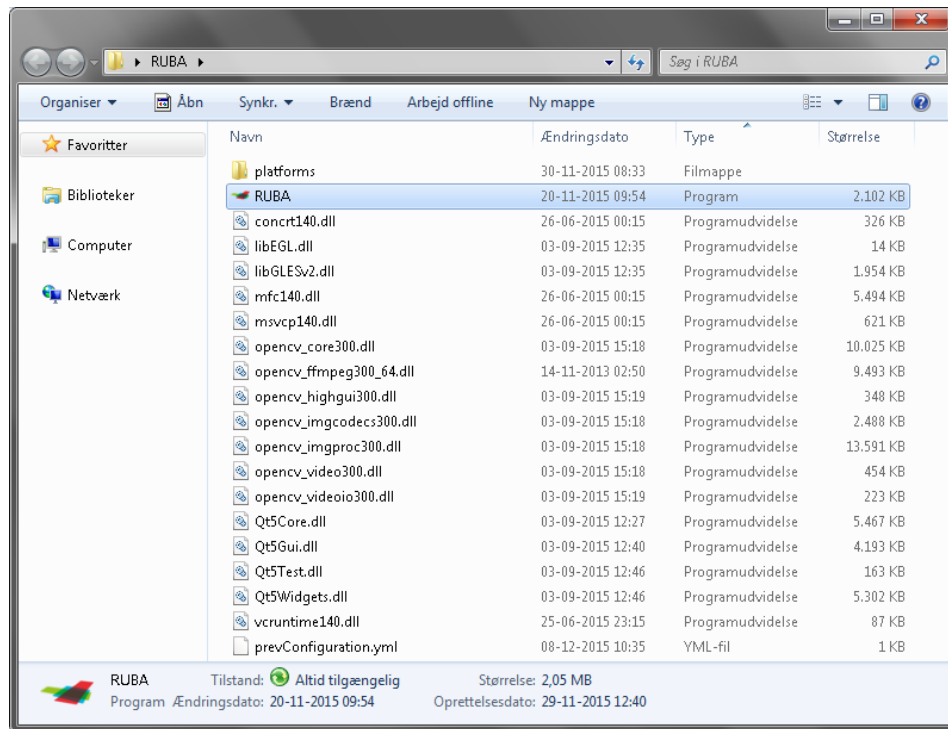 RUBA
Søg i RUBA
Organiser Åbn Synkr. Brænd Arbejd offline Ny mappe
Favoritter
Biblioteker
Computer
Netværk
Navn Ændringsdato Type Størrelse
platforms 30-11-2015 08:33 Filmappe
RUBA 20-11-2015 09:54 Program 2.102 KB
concrt140.dll 26-06-2015 00:15 Programudvidelse 326 KB
libEGL.dll 03-09-2015 12:35 Programudvidelse 14 KB
libGLESv2.dll 03-09-2015 12:35 Programudvidelse 1.954 KB
mfc140.dll 26-06-2015 00:15 Programudvidelse 5.494 KB
msvcp140.dll 26-06-2015 00:15 Programudvidelse 621 KB
opencv_core300.dll 03-09-2015 15:18 Programudvidelse 10.025 KB
opencv_ffmpeg300_64.dll 14-11-2013 02:50 Programudvidelse 9.493 KB
opencv_highgui300.dll 03-09-2015 15:19 Programudvidelse 348 KB
opencv_imgcodecs300.dll 03-09-2015 15:18 Programudvidelse 2.488 KB
opencv_imgproc300.dll 03-09-2015 15:18 Programudvidelse 13.591 KB
opencv_video300.dll 03-09-2015 15:18 Programudvidelse 454 KB
opencv_videoio300.dll 03-09-2015 15:19 Programudvidelse 223 KB
Qt5Core.dll 03-09-2015 12:27 Programudvidelse 5.467 KB
Qt5Gui.dll 03-09-2015 12:40 Programudvidelse 4.193 KB
Qt5Test.dll 03-09-2015 12:46 Programudvidelse 163 KB
Qt5Widgets.dll 03-09-2015 12:46 Programudvidelse 5.302 KB
vcruntime140.dll 25-06-2015 23:15 Programudvidelse 87 KB
prevConfiguration.yml 08-12-2015 10:35 YML-fil 1 KB
RUBA Tilstand: Altid tilgængelig Størrelse: 2,05 MB
Program Ændringsdato: 20-11-2015 09:54 Oprettelsesdato: 29-11-2015 12:40